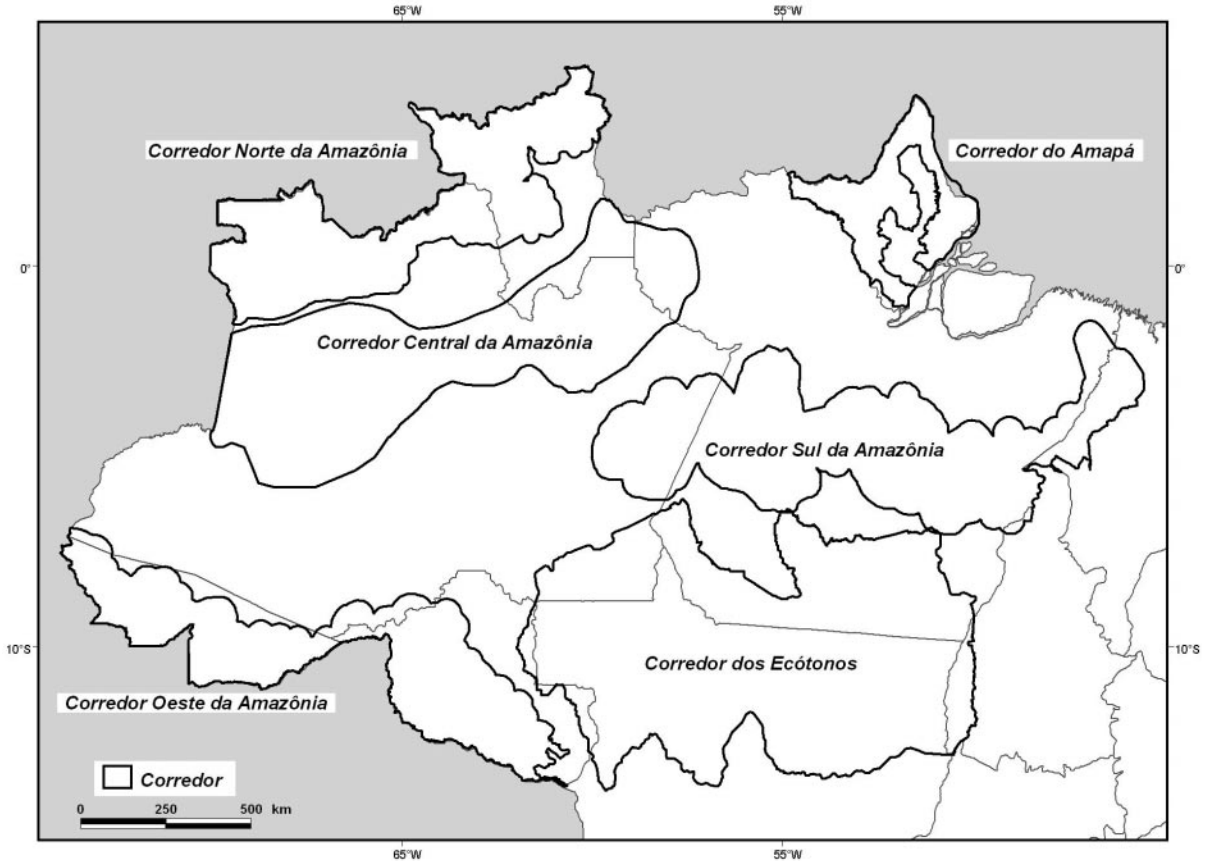 65°W 55°W
Corredor Norte da Amazônia
Corredor do Amapá
0° 0°
Corredor Central da Amazônia
Corredor Sul da Amazônia
10°S 10°S
Corredor dos Ecótonos
Corredor Oeste da Amazônia
Corredor
0 250 500 km
65°W 55°W